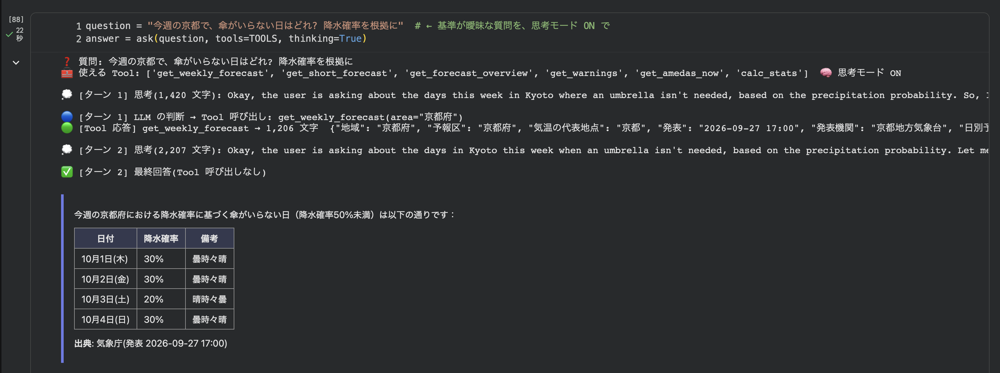 [88]
22
秒
1 question = "今週の京都で、傘がいらない日はどれ? 降水確率を根拠に"  # ← 基準が曖昧な質問を、思考モード ON で
2 answer = ask(question, tools=TOOLS, thinking=True)
❓ 質問: 今週の京都で、傘がいらない日はどれ? 降水確率を根拠に
🧰 使える Tool: ['get_weekly_forecast', 'get_short_forecast', 'get_forecast_overview', 'get_warnings', 'get_amedas_now', 'calc_stats']  🧠 思考モード ON
💭 [ターン 1] 思考(1,420 文字): Okay, the user is asking about the days this week in Kyoto where an umbrella isn't needed, based on the precipitation probability. So,
🔵 [ターン 1] LLM の判断 → Tool 呼び出し: get_weekly_forecast(area="京都府")
🟢 [Tool 応答] get_weekly_forecast → 1,206 文字  {"地域": "京都府", "予報区": "京都府", "気温の代表地点": "京都", "発表": "2026-09-27 17:00", "発表機関": "京都地方気象台", "日別予
💭 [ターン 2] 思考(2,207 文字): Okay, the user is asking about the days in Kyoto this week when an umbrella isn't needed, based on the precipitation probability. Let me
✅ [ターン 2] 最終回答(Tool 呼び出しなし)
今週の京都府における降水確率に基づく傘がいらない日（降水確率50%未満）は以下の通りです：
日付 降水確率 備考
10月1日(木) 30% 曇時々晴
10月2日(金) 30% 曇時々晴
10月3日(土) 20% 晴時々曇
10月4日(日) 30% 曇時々晴
出典: 気象庁(発表 2026-09-27 17:00)